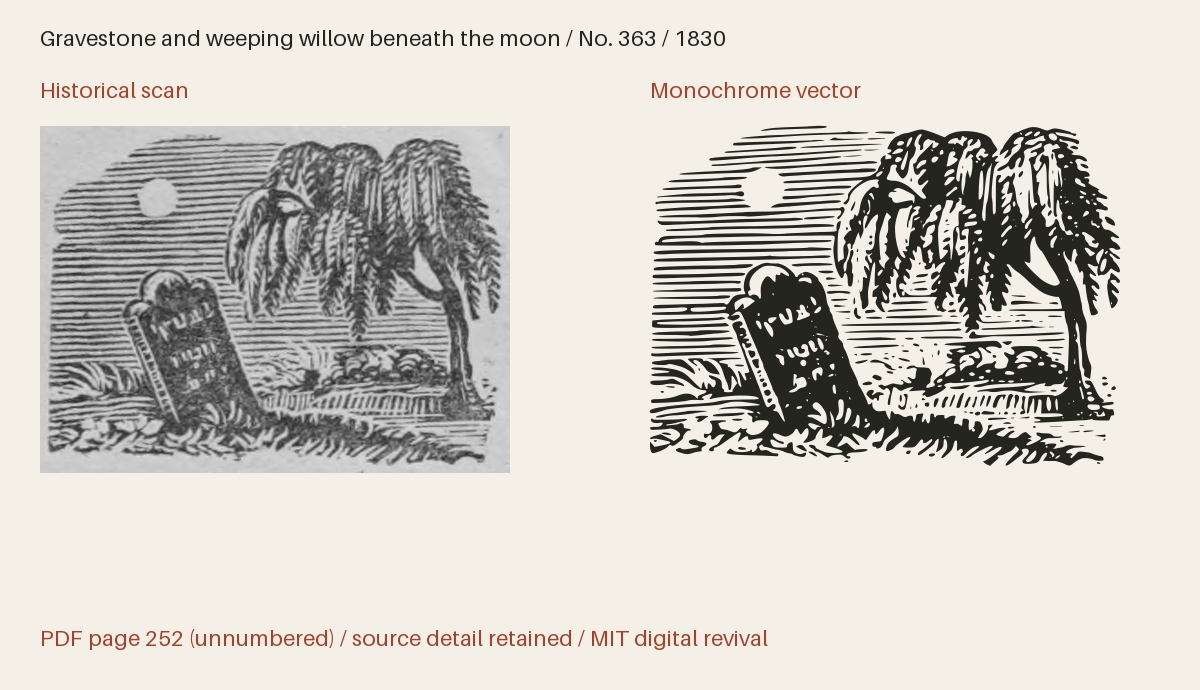 Gravestone and weeping willow beneath the moon / No. 363 / 1830
Historical scan
Monochrome vector
PDF page 252 (unnumbered) / source detail retained / MIT digital revival